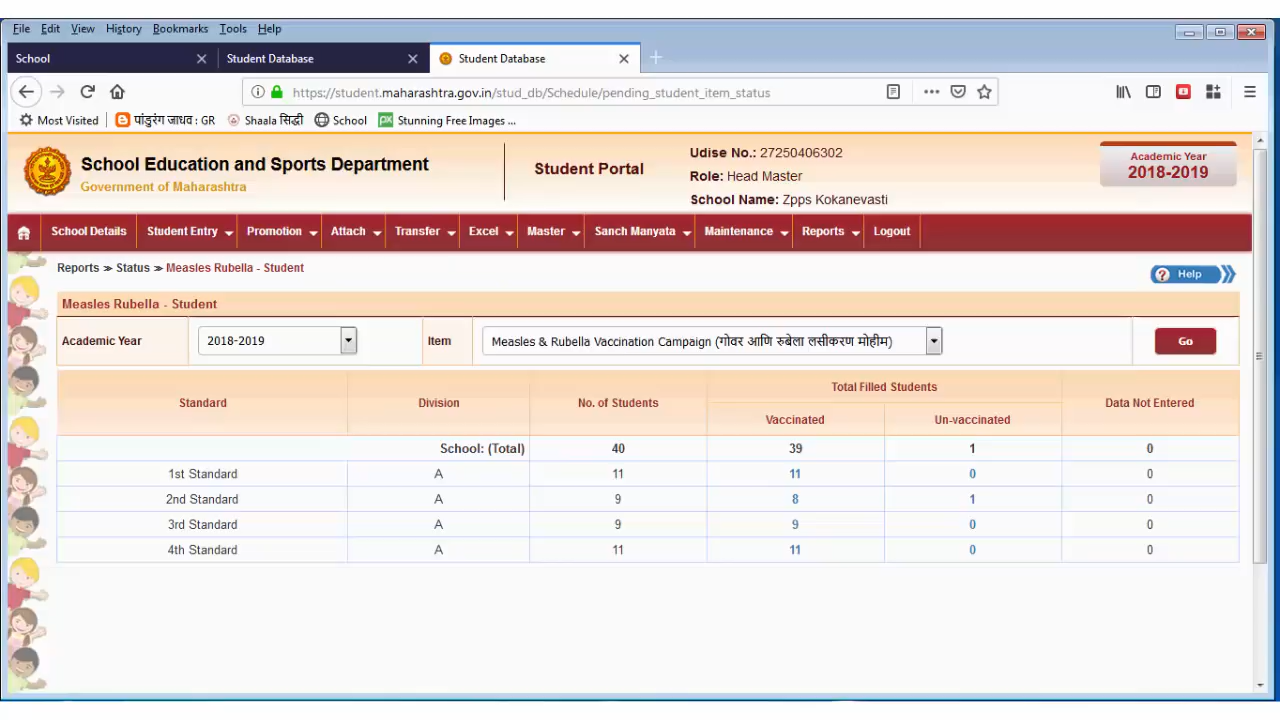 File Edit View History Bookmarks Tools Help
School Student Database Student Database
https://student.maharashtra.gov.in/stud_db/Schedule/pending_student_item_status
Most Visited पांडुरंग जाधव : GR Shaala सिद्धी School Stunning Free Images ...
School Education and Sports Department
Government of Maharashtra
Student Portal
Udise No.: 27250406302
Role: Head Master
School Name: Zpps Kokanevasti
Academic Year
2018-2019
School Details Student Entry Promotion Attach Transfer Excel Master Sanch Manyata Maintenance Reports Logout
Reports Status Measles Rubella - Student
? Help
Measles Rubella - Student
Academic Year 2018-2019 Item Measles & Rubella Vaccination Campaign (गोवर आणि रुबेला लसीकरण मोहीम) Go
Standard Division No. of Students Total Filled Students Data Not Entered
Vaccinated Un-vaccinated
School: (Total) 40 39 1 0
1st Standard A 11 11 0 0
2nd Standard A 9 8 1 0
3rd Standard A 9 9 0 0
4th Standard A 11 11 0 0